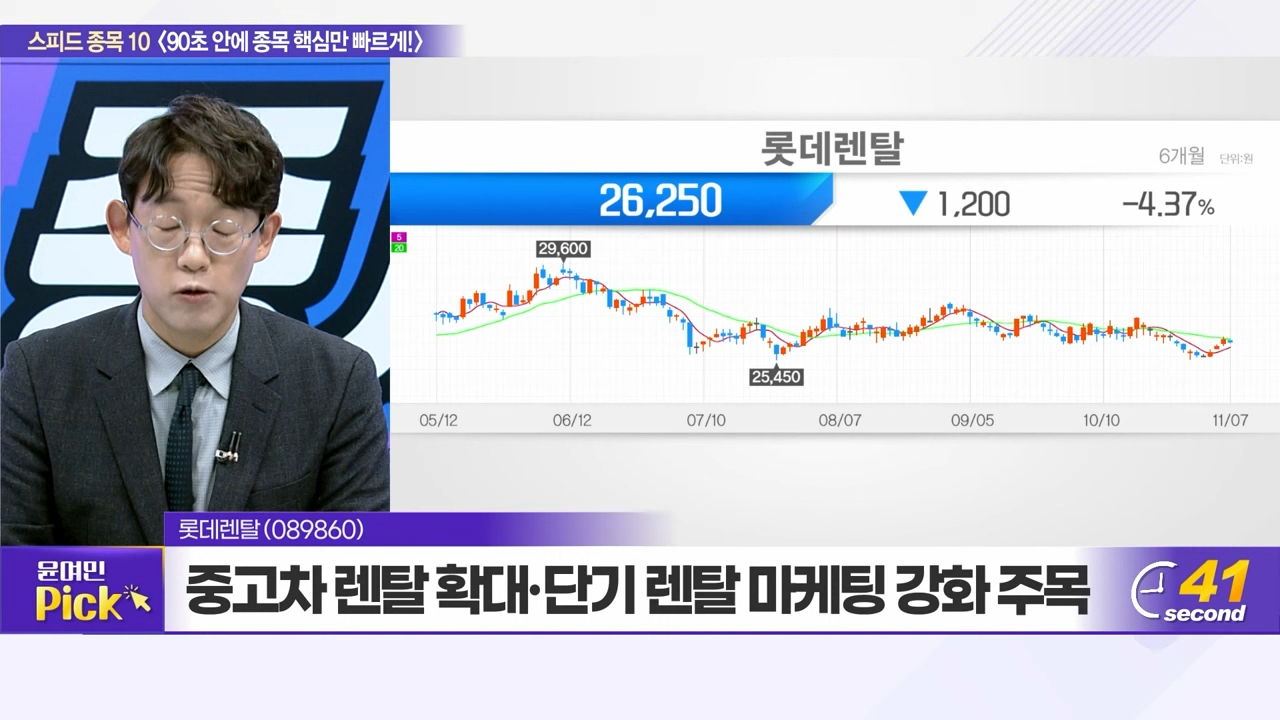 스피드 종목 10 〈90초 안에 종목 핵심만 빠르게!〉
롯데렌탈
6개월 단위:원
26,250 ▼ 1,200 -4.37%
5
20
29,600
25,450
05/12 06/12 07/10 08/07 09/05 10/10 11/07
롯데렌탈 (089860)
윤여민
Pick
중고차 렌탈 확대·단기 렌탈 마케팅 강화 주목
41
second